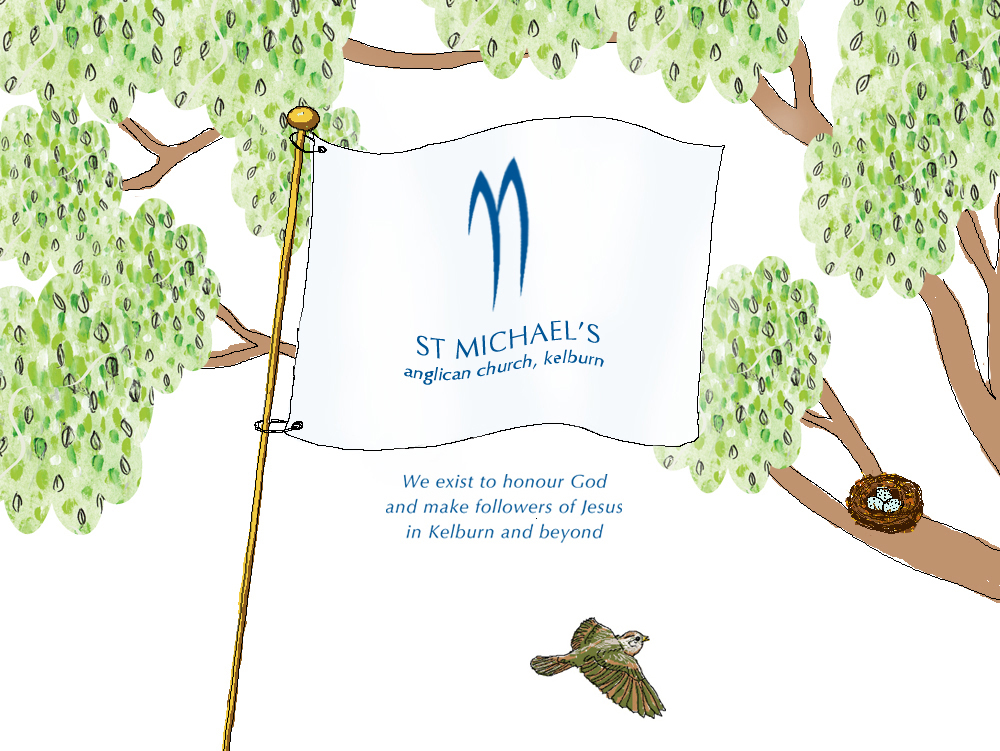 ST MICHAEL'S
anglican church, kelburn
We exist to honour God
and make followers of Jesus
in Kelburn and beyond